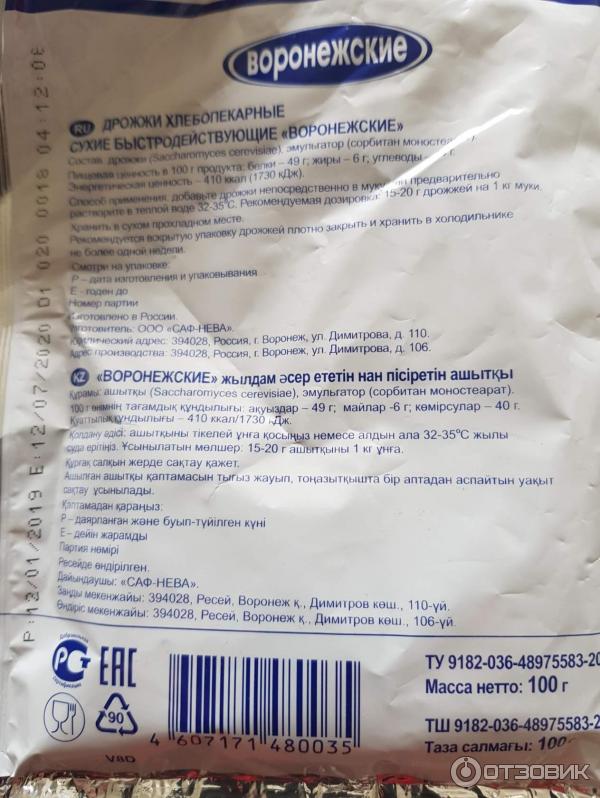 ВОРОНЕЖСКИЕ
RU ДРОЖЖИ ХЛЕБОПЕКАРНЫЕ
СУХИЕ БЫСТРОДЕЙСТВУЮЩИЕ «ВОРОНЕЖСКИЕ»
Состав: дрожжи (Saccharomyces cerevisiae), эмульгатор (сорбитан моностеарат).
Пищевая ценность в 100 г продукта: белки – 49 г; жиры – 6 г; углеводы – г.
Энергетическая ценность – 410 ккал (1730 кДж).
Способ применения: добавьте дрожжи непосредственно в муку предварительно
растворите в теплой воде 32-35°С. Рекомендуемая дозировка: 15-20 г дрожжей на 1 кг муки.
Хранить в сухом прохладном месте.
Рекомендуется вскрытую упаковку дрожжей плотно закрыть и хранить в холодильнике
не более одной недели.
Смотри на упаковке:
Р – дата изготовления и упаковывания
Е - годен до
Номер партии
Изготовлено в России.
Изготовитель: ООО «САФ-НЕВА».
Юридический адрес: 394028, Россия, г. Воронеж, ул. Димитрова, д. 110.
Адрес производства: 394028, Россия, г. Воронеж, ул. Димитрова, д. 106.
KZ «ВОРОНЕЖСКИЕ» жылдам әсер ететін нан пісіретін ашытқы
Құрамы: ашытқы (Saccharomyces cerevisiae), эмульгатор (сорбитан моностеарат).
100 г өнімнің тағамдық құндылығы: ақуыздар – 49 г; майлар -6 г; көмірсулар – 40 г.
Қуаттылық құндылығы – 410 ккал/1730 кДж.
Қолдану әдісі: ашытқыны тікелей ұнға қосыңыз немесе алдын ала 32-35°С жылы
суда ерітіңіз. Ұсынылатын мөлшер: 15-20 г ашытқыны 1 кг ұнға.
Құрғақ салқын жерде сақтау қажет.
Ашылған ашытқы қаптамасын тығыз жауып, тоңазытқышта бір аптадан аспайтын уақыт
сақтау ұсынылады.
Қаптамадан қараңыз:
Р – даярланған және буып-түйілген күні
Е – дейін жарамды
Партия нөмірі
Ресейде өндірілген.
Дайындаушы: «САФ-НЕВА».
Заңды мекенжайы: 394028, Ресей, Воронеж қ., Димитров көш., 110-үй.
Өндіріс мекенжайы: 394028, Ресей, Воронеж қ., Димитров көш., 106-үй.
P:12/01/2019 E:12/07/2020 01 020 0018 04:12:06
Добровольная
сертификация
EAC
90
V8D
4 607171 480035
ТУ 9182-036-48975583-20
Масса нетто: 100 г
ТШ 9182-036-48975583-2
Таза салмағы: 100
ОТЗОВИК